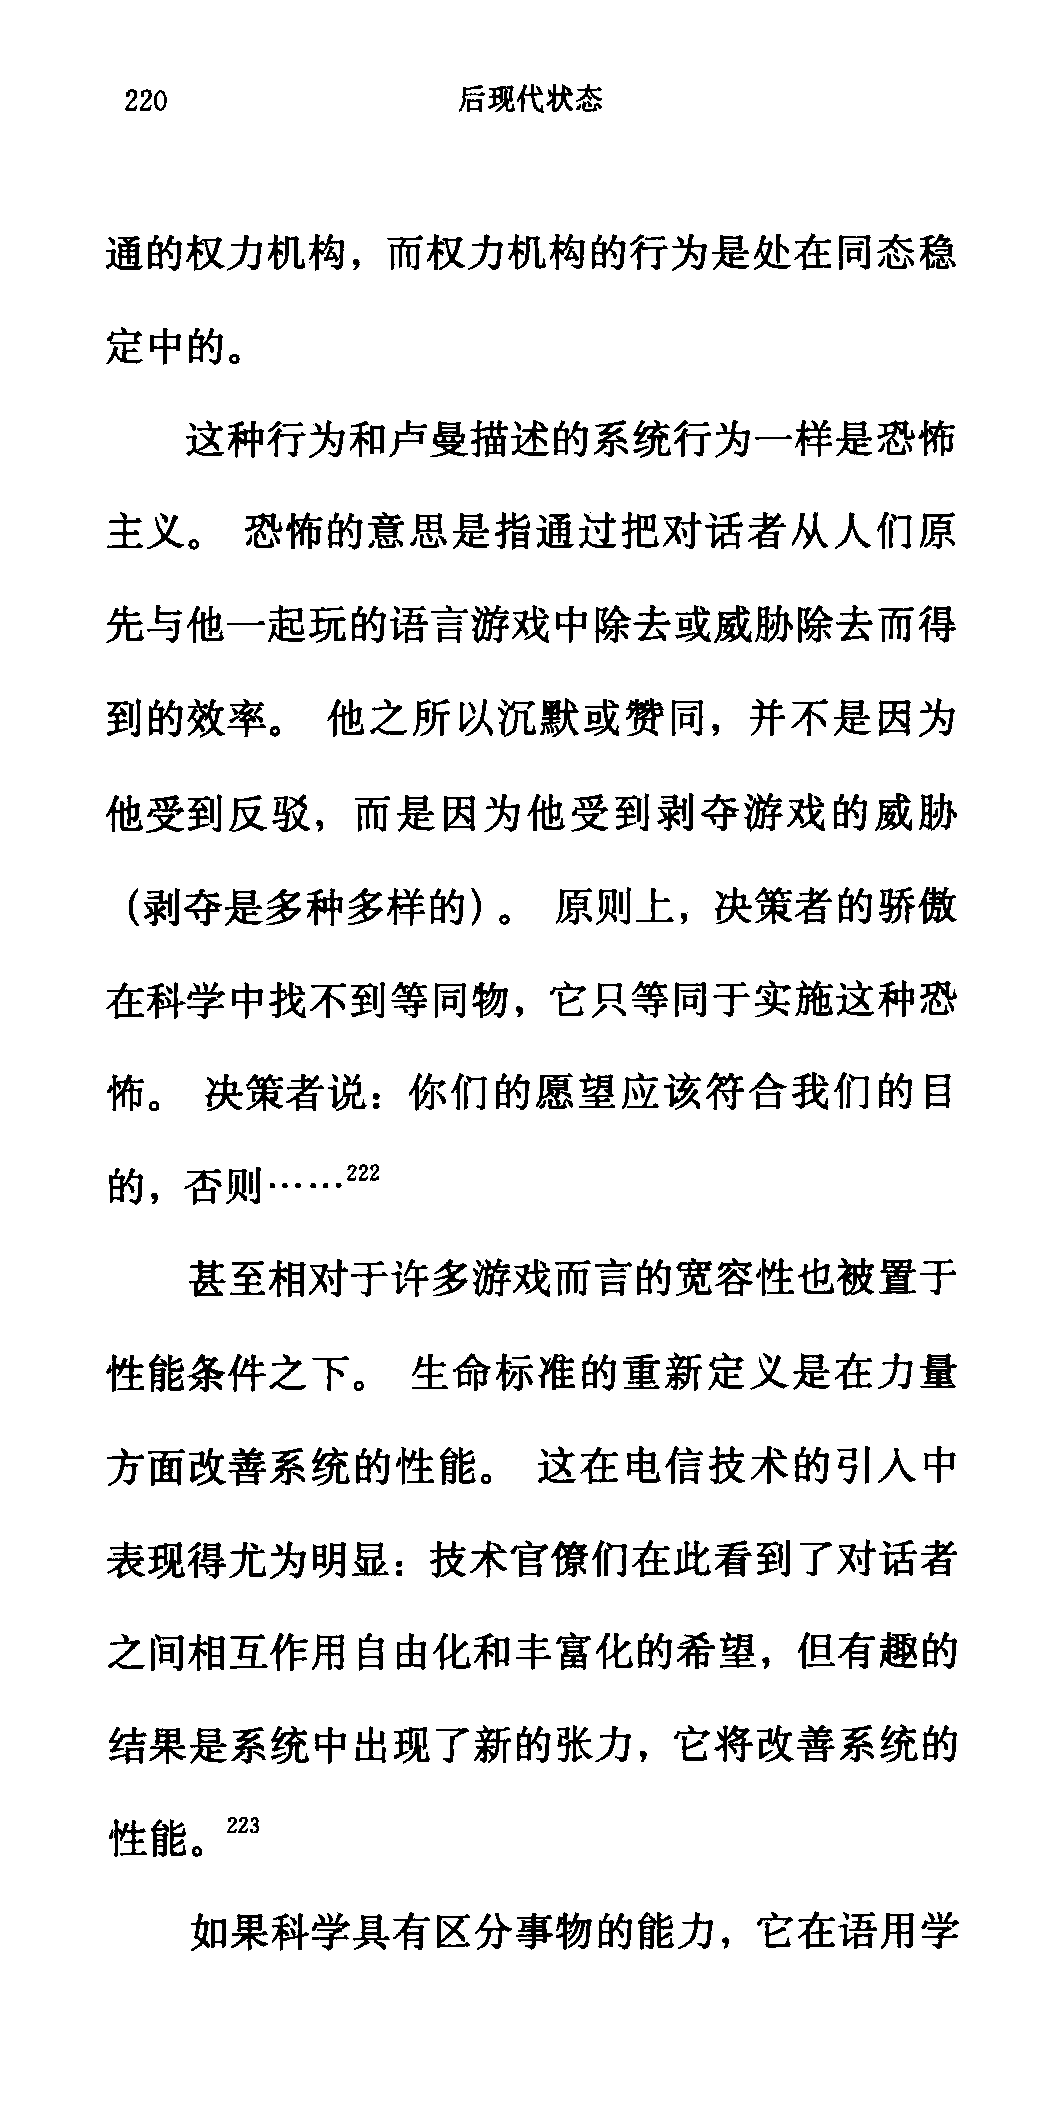 220 后现代状态
通的权力机构，而权力机构的行为是处在同态稳
定中的。
这种行为和卢曼描述的系统行为一样是恐怖
主义。 恐怖的意思是指通过把对话者从人们原
先与他一起玩的语言游戏中除去或威胁除去而得
到的效率。 他之所以沉默或赞同，并不是因为
他受到反驳，而是因为他受到剥夺游戏的威胁
（剥夺是多种多样的）。 原则上，决策者的骄傲
在科学中找不到等同物，它只等同于实施这种恐
怖。 决策者说：你们的愿望应该符合我们的目
的，否则……222
甚至相对于许多游戏而言的宽容性也被置于
性能条件之下。 生命标准的重新定义是在力量
方面改善系统的性能。 这在电信技术的引入中
表现得尤为明显：技术官僚们在此看到了对话者
之间相互作用自由化和丰富化的希望，但有趣的
结果是系统中出现了新的张力，它将改善系统的
性能。223
如果科学具有区分事物的能力，它在语用学